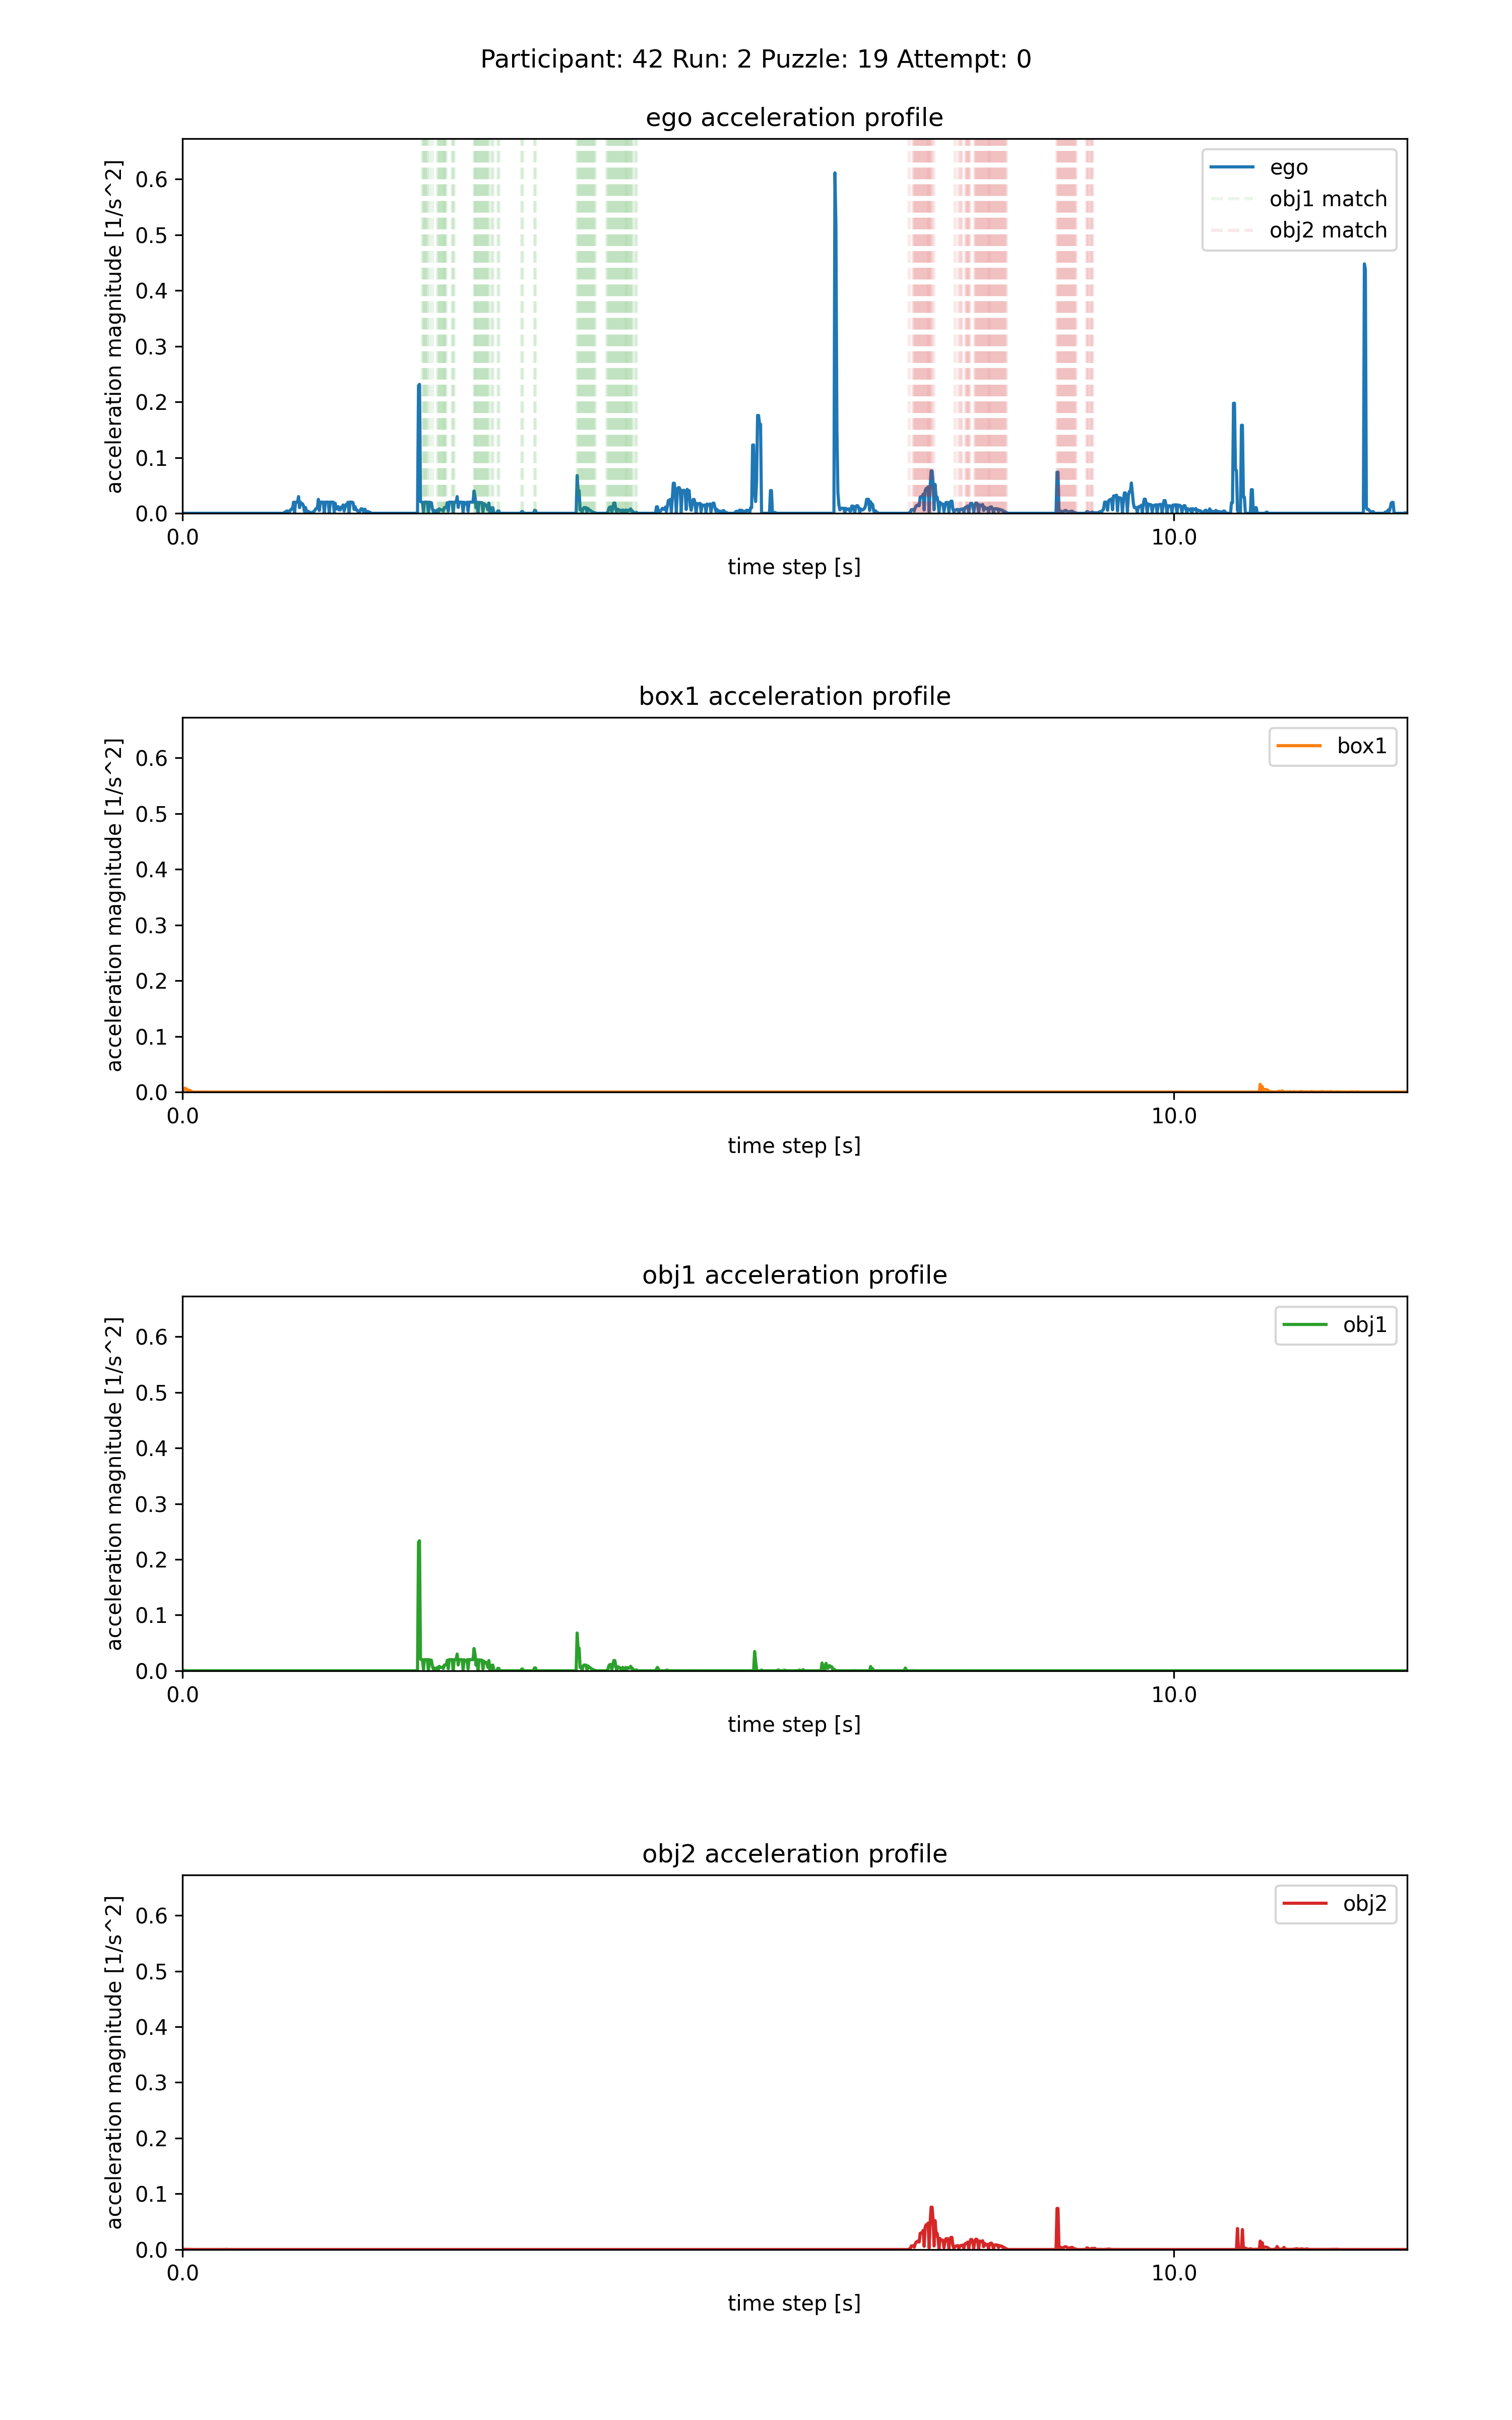 Participant: 42 Run: 2 Puzzle: 19 Attempt: 0
ego acceleration profile
acceleration magnitude [1/s^2]
0.6
0.5
0.4
0.3
0.2
0.1
0.0
ego
obj1 match
obj2 match
0.0
10.0
time step [s]
box1 acceleration profile
acceleration magnitude [1/s^2]
0.6
0.5
0.4
0.3
0.2
0.1
0.0
box1
0.0
10.0
time step [s]
obj1 acceleration profile
acceleration magnitude [1/s^2]
0.6
0.5
0.4
0.3
0.2
0.1
0.0
obj1
0.0
10.0
time step [s]
obj2 acceleration profile
acceleration magnitude [1/s^2]
0.6
0.5
0.4
0.3
0.2
0.1
0.0
obj2
0.0
10.0
time step [s]